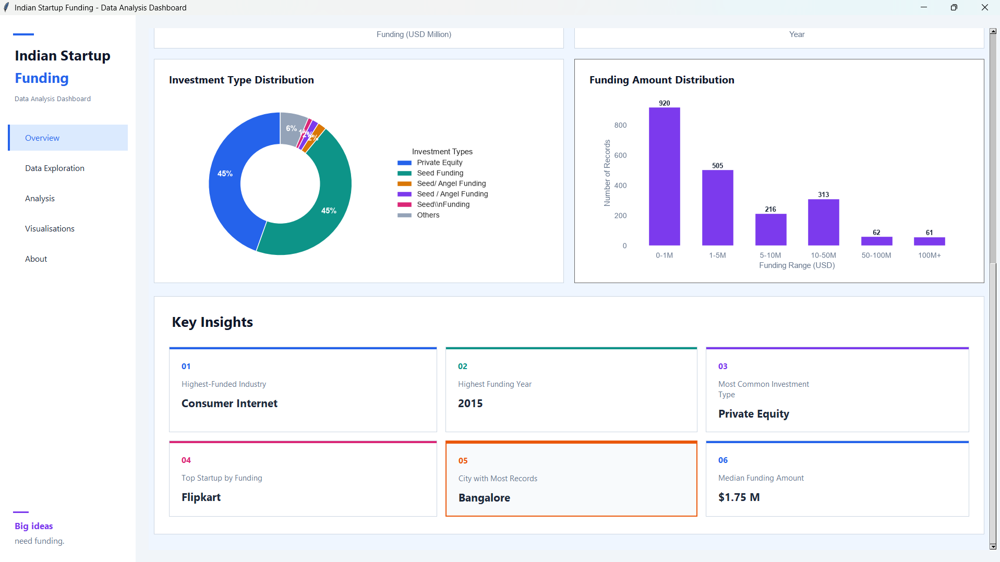 Indian Startup Funding - Data Analysis Dashboard
Indian Startup
Funding
Data Analysis Dashboard
Overview
Data Exploration
Analysis
Visualisations
About
Big ideas
need funding.
Funding (USD Million)
Year
Investment Type Distribution
6%
1%
2%
2%
45%
45%
Investment Types
Private Equity
Seed Funding
Seed/ Angel Funding
Seed / Angel Funding
Seed\\nFunding
Others
Funding Amount Distribution
Number of Records
800
600
400
200
0
920
505
216
313
62
61
0-1M
1-5M
5-10M
10-50M
50-100M
100M+
Funding Range (USD)
Key Insights
01
Highest-Funded Industry
Consumer Internet
02
Highest Funding Year
2015
03
Most Common Investment
Type
Private Equity
04
Top Startup by Funding
Flipkart
05
City with Most Records
Bangalore
06
Median Funding Amount
$1.75 M